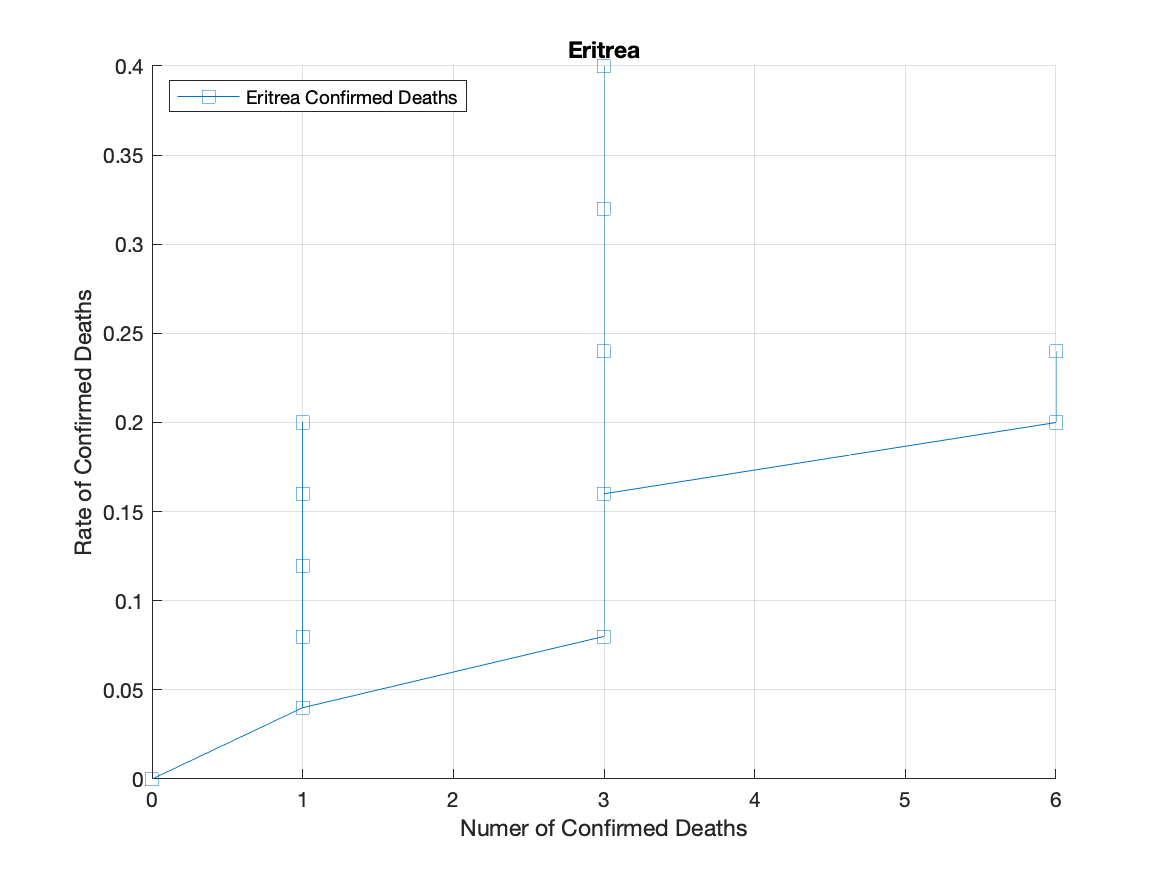 Eritrea
Eritrea Confirmed Deaths
0.4
0.35
0.3
0.25
0.2
0.15
0.1
0.05
0
Rate of Confirmed Deaths
0 1 2 3 4 5 6
Numer of Confirmed Deaths